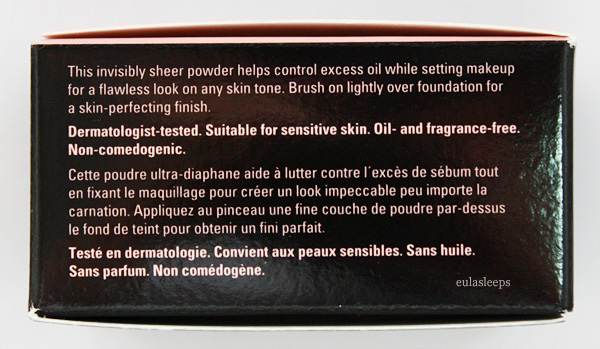 This invisibly sheer powder helps control excess oil while setting makeup
for a flawless look on any skin tone. Brush on lightly over foundation for
a skin-perfecting finish.
Dermatologist-tested. Suitable for sensitive skin. Oil- and fragrance-free.
Non-comedogenic.
Cette poudre ultra-diaphane aide à lutter contre l´excès de sébum tout
en fixant le maquillage pour créer un look impeccable peu importe la
carnation. Appliquez au pinceau une fine couche de poudre par-dessus
le fond de teint pour obtenir un fini parfait.
Testé en dermatologie. Convient aux peaux sensibles. Sans huile.
Sans parfum. Non comédogène.
eulasleeps